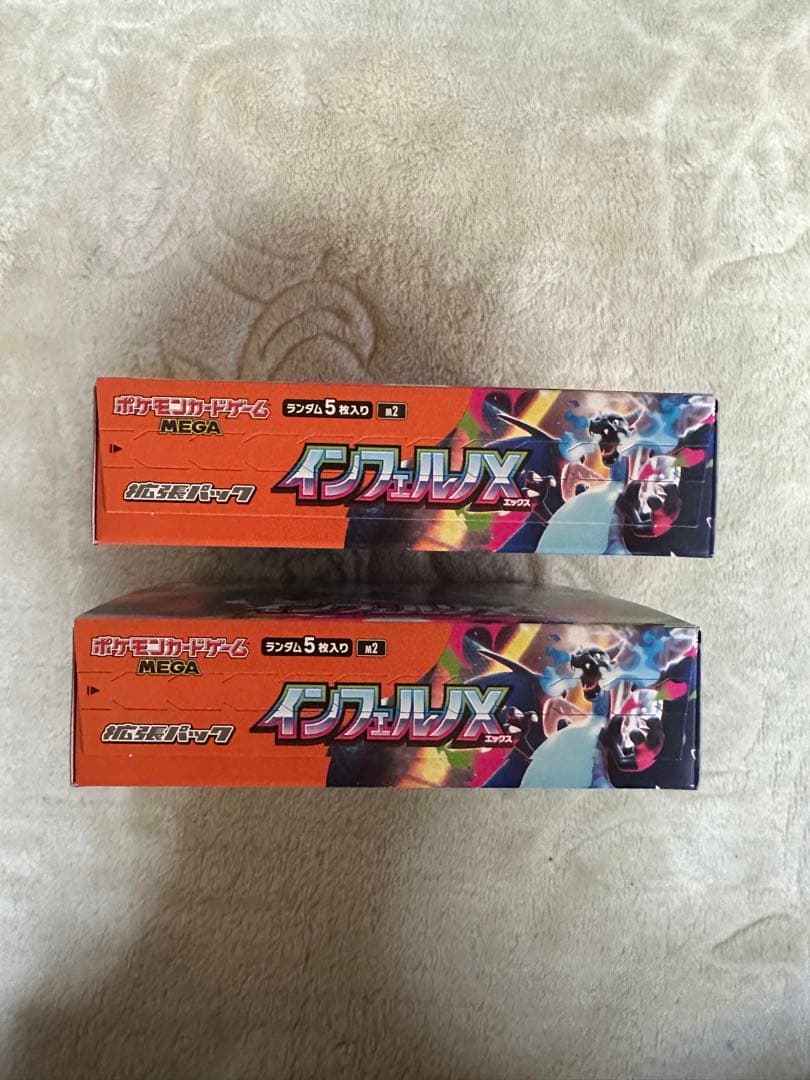 ポケモンカードゲーム
MEGA
ランダム5枚入り
M2
拡張パック
インフェルノX
エックス
ポケモンカードゲーム
MEGA
ランダム5枚入り
M2
拡張パック
インフェルノX
エックス